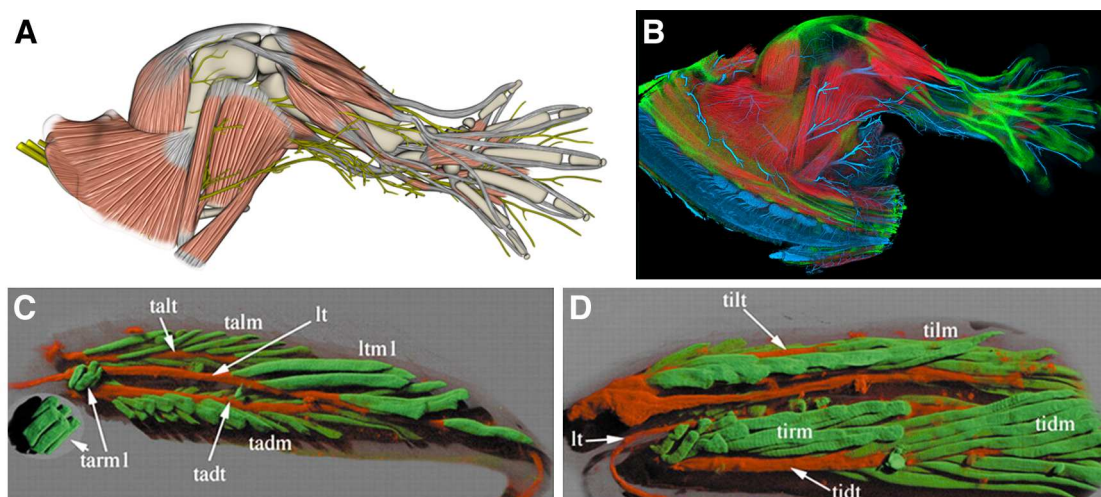 A
B
C
talt
talm
lt
ltm1
tarm1
tadt
tadm
D
tilt
tilm
lt
tirm
tidm
tidt